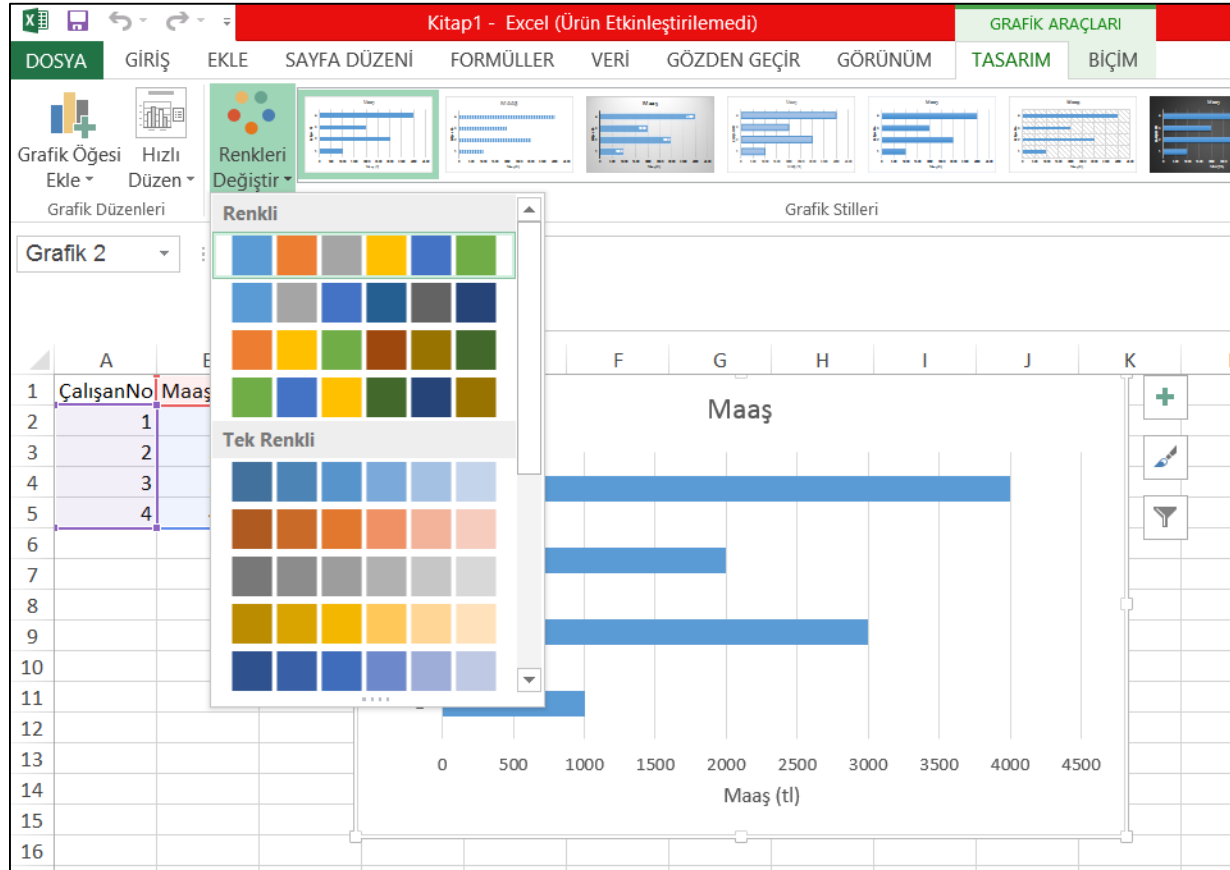 Kitap1 - Excel (Ürün Etkinleştirilemedi)
GRAFİK ARAÇLARI
DOSYA GİRİŞ EKLE SAYFA DÜZENİ FORMÜLLER VERİ GÖZDEN GEÇİR GÖRÜNÜM TASARIM BİÇİM
Grafik Öğesi
Ekle
Hızlı
Düzen
Renkleri
Değiştir
Grafik Düzenleri
Grafik Stilleri
Renkli
Tek Renkli
Grafik 2
A F G H I J K
1 ÇalışanNo Maaş
2 1
3 2
4 3
5 4
6
7
8
9
10
11
12
13
14
15
16
Maaş
0 500 1000 1500 2000 2500 3000 3500 4000 4500
Maaş (tl)